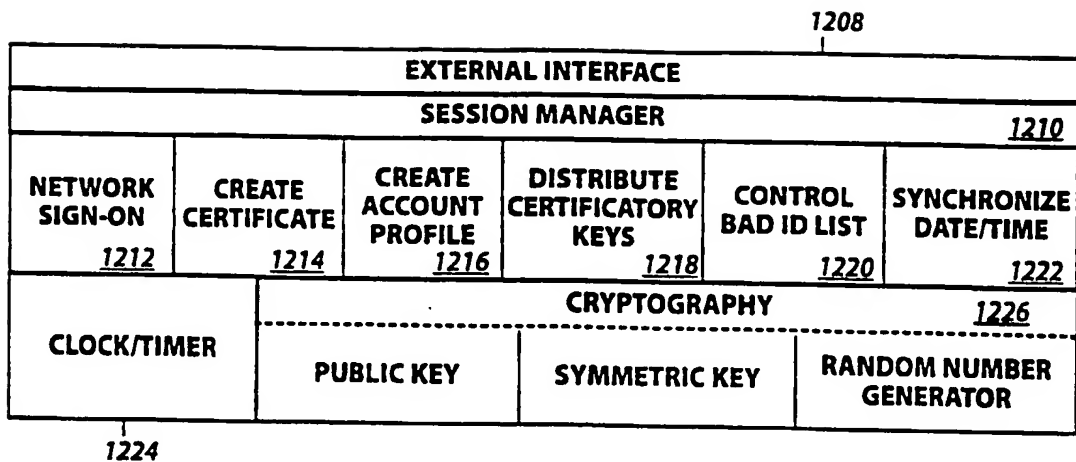 1208
EXTERNAL INTERFACE
SESSION MANAGER
1210
NETWORK
SIGN-ON
1212
CREATE
CERTIFICATE
1214
CREATE
ACCOUNT
PROFILE
1216
DISTRIBUTE
CERTIFICATORY
KEYS
1218
CONTROL
BAD ID LIST
1220
SYNCHRONIZE
DATE/TIME
1222
CLOCK/TIMER
CRYPTOGRAPHY
1226
PUBLIC KEY
SYMMETRIC KEY
RANDOM NUMBER
GENERATOR
1224